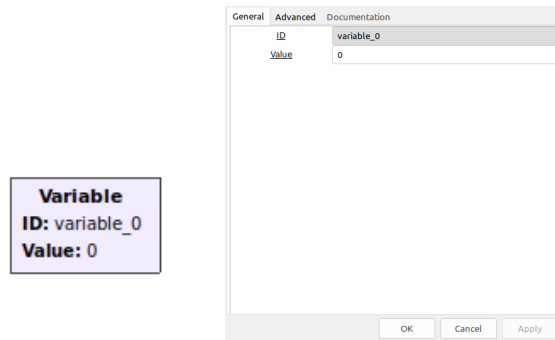 Variable
ID: variable_0
Value: 0
General Advanced Documentation
ID variable_0
Value 0
OK Cancel Apply